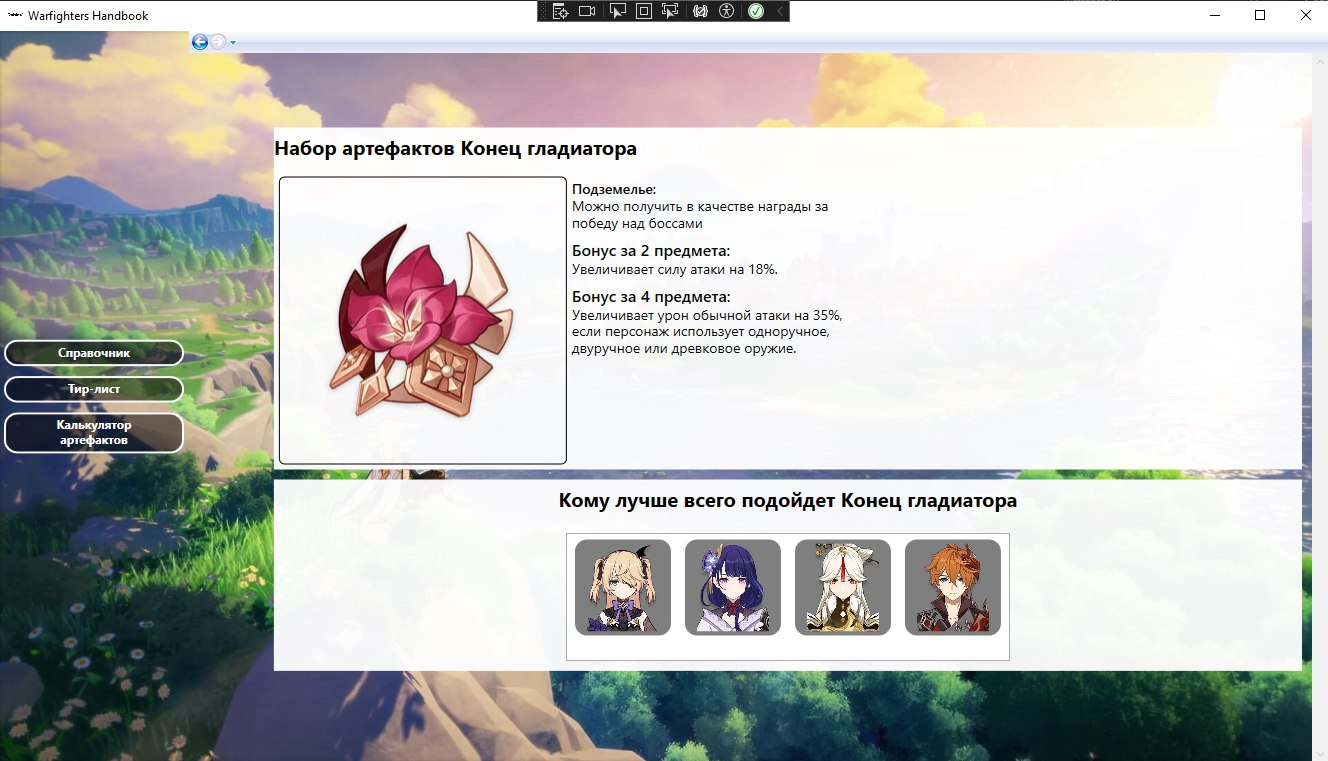 Warfighters Handbook
Набор артефактов Конец гладиатора
Подземелье:
Можно получить в качестве награды за
победу над боссами
Бонус за 2 предмета:
Увеличивает силу атаки на 18%.
Бонус за 4 предмета:
Увеличивает урон обычной атаки на 35%,
если персонаж использует одноручное,
двуручное или древковое оружие.
Справочник
Тир-лист
Калькулятор
артефактов
Кому лучше всего подойдет Конец гладиатора